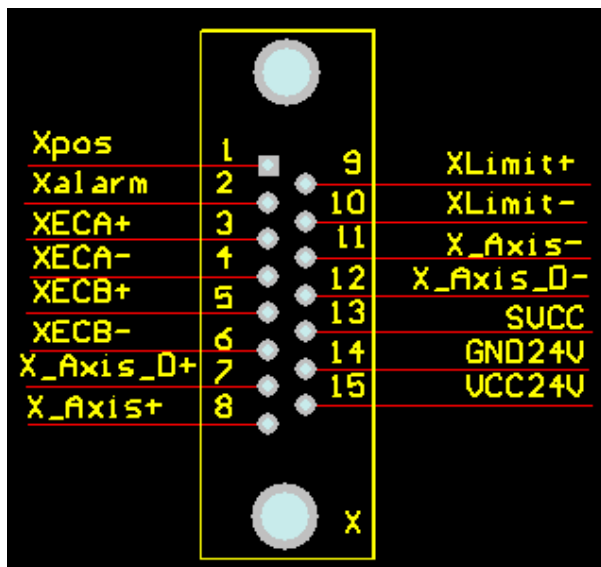 Xpos 1
9 XLimit+
Xalarm 2
10 XLimit-
XECA+ 3
11 X_Axis-
XECA- 4
12 X_Axis_D-
XECB+ 5
13 SVCC
XECB- 6
14 GND24V
X_Axis_D+ 7
15 VCC24V
X_Axis+ 8
X